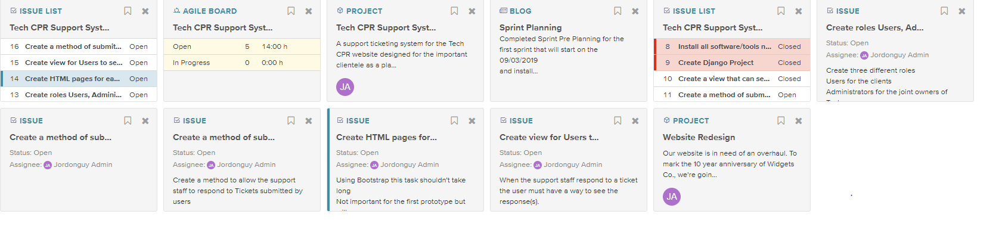 ISSUE LIST
Tech CPR Support Syst...
16 Create a method of submit... Open
15 Create view for Users to se... Open
14 Create HTML pages for ea... Open
13 Create roles Users, Admini... Open
AGILE BOARD
Tech CPR Support Syst...
Open 5 14:00 h
In Progress 0 0:00 h
PROJECT
Tech CPR Support Syst...
A support ticketing system for the Tech
CPR website designed for the important
clientele as a pla...
JA
BLOG
Sprint Planning
Completed Sprint Pre Planning for the
first sprint that will start on the
09/03/2019
and install...
ISSUE LIST
Tech CPR Support Syst...
8 Install all software/tools n... Closed
9 Create Django Project Closed
10 Create a view that can se... Closed
11 Create a method of subm... Open
ISSUE
Create roles Users, Ad...
Status: Open
Assignee: JA Jordonguy Admin
Create three different roles
Users for the clients
Administrators for the joint owners of
ISSUE
Create a method of sub...
Status: Open
Assignee: JA Jordonguy Admin
ISSUE
Create a method of sub...
Status: Open
Assignee: JA Jordonguy Admin
Create a method to allow the support
staff to respond to Tickets submitted by
users
ISSUE
Create HTML pages for...
Status: Open
Assignee: JA Jordonguy Admin
Using Bootstrap this task shouldn't take
long
Not important for the first prototype but
ISSUE
Create view for Users t...
Status: Open
Assignee: JA Jordonguy Admin
When the support staff respond to a ticket
the user must have a way to see the
response(s).
PROJECT
Website Redesign
Our website is in need of an overhaul. To
mark the 10 year anniversary of Widgets
Co., we're goin...
JA